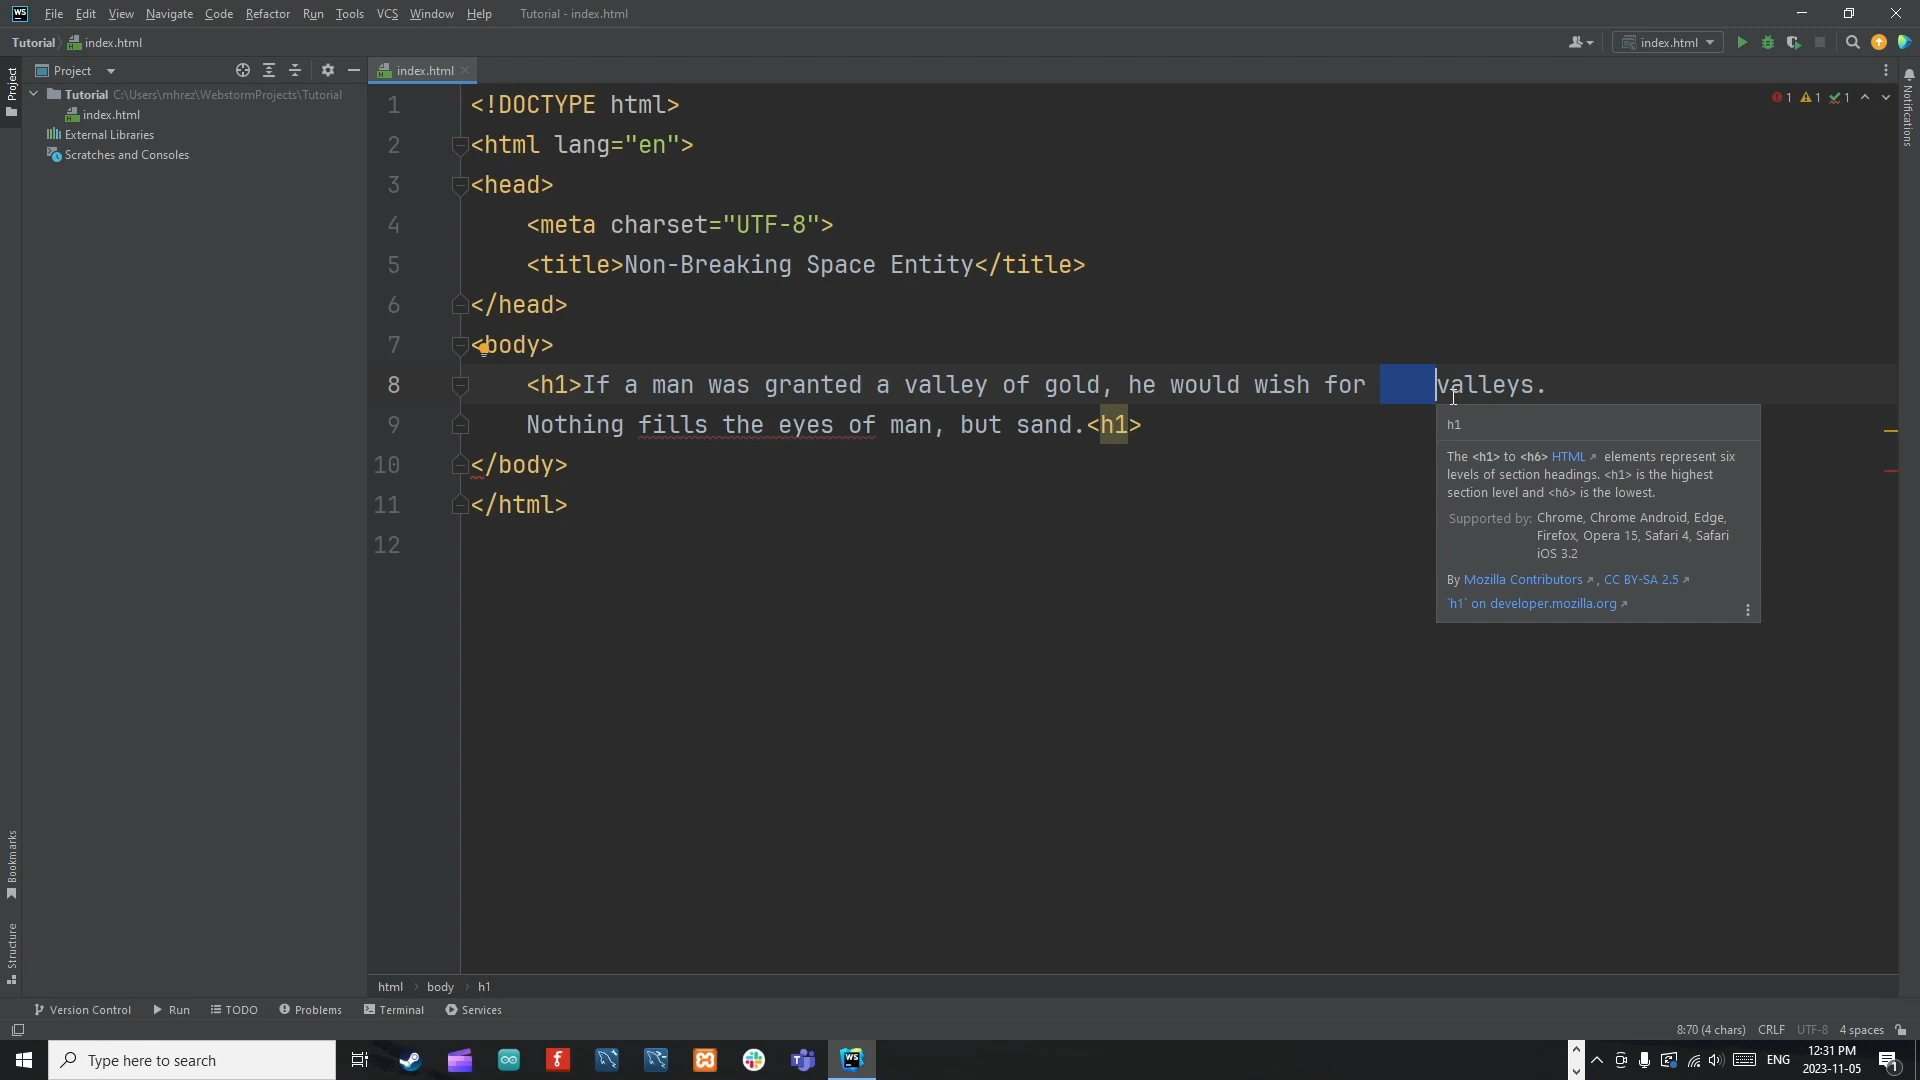 WS File Edit View Navigate Code Refactor Run Tools VCS Window Help Tutorial - index.html
Tutorial index.html index.html
Project index.html
Tutorial C:\Users\mhrez\WebstormProjects\Tutorial
index.html
External Libraries
Scratches and Consoles
Project
Bookmarks
Structure
Notifications
1 1 1
1 <!DOCTYPE html>
2 <html lang="en">
3 <head>
4 <meta charset="UTF-8">
5 <title>Non-Breaking Space Entity</title>
6 </head>
7 <body>
8 <h1>If a man was granted a valley of gold, he would wish for valleys.
9 Nothing fills the eyes of man, but sand.<h1>
10 </body>
11 </html>
12
h1
The <h1> to <h6> HTML elements represent six
levels of section headings. <h1> is the highest
section level and <h6> is the lowest.
Supported by: Chrome, Chrome Android, Edge,
Firefox, Opera 15, Safari 4, Safari
iOS 3.2
By Mozilla Contributors , CC BY-SA 2.5
`h1` on developer.mozilla.org
html body h1
Version Control Run TODO Problems Terminal Services
8:70 (4 chars) CRLF UTF-8 4 spaces
Type here to search
WS
ENG
12:31 PM
2023-11-05
1